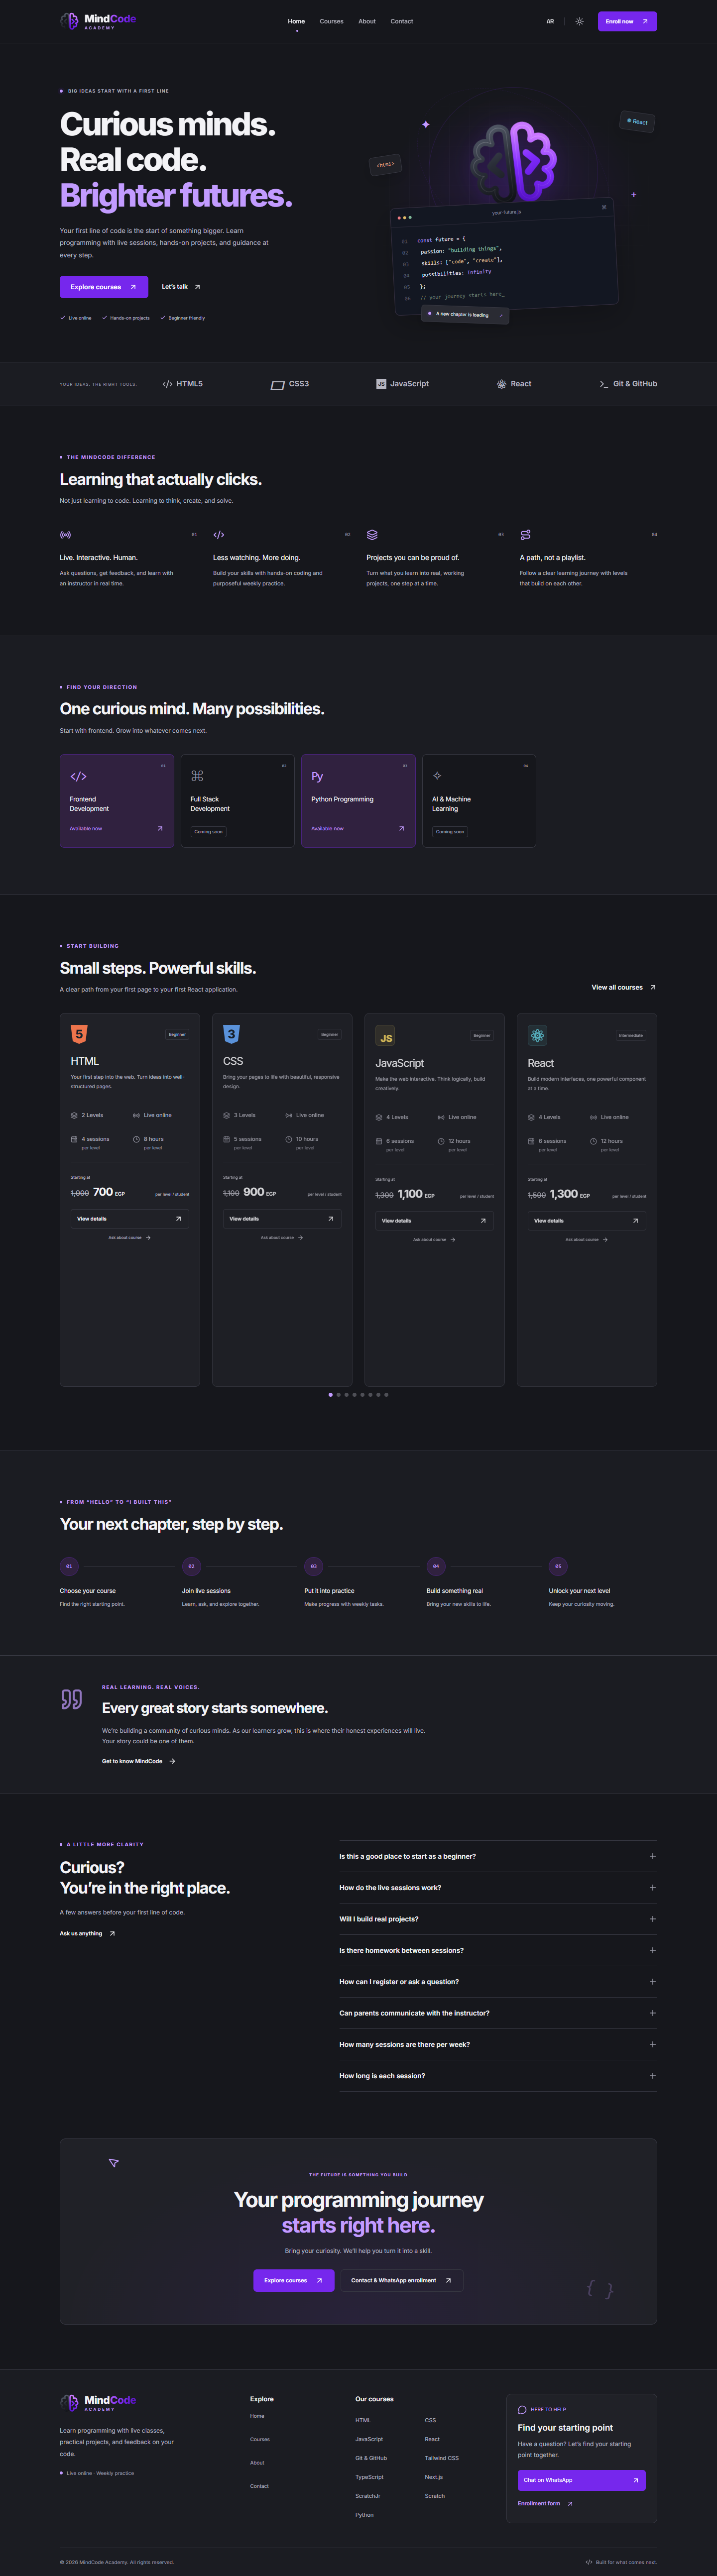 MindCode
ACADEMY
Home
Courses
About
Contact
AR
Enroll now
BIG IDEAS START WITH A FIRST LINE
Curious minds.
Real code.
Brighter futures.
Your first line of code is the start of something bigger. Learn
programming with live sessions, hands-on projects, and guidance at
every step.
Explore courses
Let's talk
Live online
Hands-on projects
Beginner friendly
<html>
React
your-future.js
01 const future = {
02 passion: "building things",
03 skills: ["code", "create"],
04 possibilities: Infinity
05 };
06 // your journey starts here_
A new chapter is loading
YOUR IDEAS. THE RIGHT TOOLS.
HTML5
CSS3
JS JavaScript
React
Git & GitHub
THE MINDCODE DIFFERENCE
Learning that actually clicks.
Not just learning to code. Learning to think, create, and solve.
01
Live. Interactive. Human.
Ask questions, get feedback, and learn with
an instructor in real time.
02
Less watching. More doing.
Build your skills with hands-on coding and
purposeful weekly practice.
03
Projects you can be proud of.
Turn what you learn into real, working
projects, one step at a time.
04
A path, not a playlist.
Follow a clear learning journey with levels
that build on each other.
FIND YOUR DIRECTION
One curious mind. Many possibilities.
Start with frontend. Grow into whatever comes next.
01
Frontend
Development
Available now
02
Full Stack
Development
Coming soon
03
Py
Python Programming
Available now
04
AI & Machine
Learning
Coming soon
START BUILDING
Small steps. Powerful skills.
A clear path from your first page to your first React application.
View all courses
5
Beginner
HTML
Your first step into the web. Turn ideas into well-
structured pages.
2 Levels
Live online
4 sessions
per level
8 hours
per level
Starting at
1,000 700 EGP
per level / student
View details
Ask about course
3
Beginner
CSS
Bring your pages to life with beautiful, responsive
design.
3 Levels
Live online
5 sessions
per level
10 hours
per level
Starting at
1,100 900 EGP
per level / student
View details
Ask about course
JS
Beginner
JavaScript
Make the web interactive. Think logically, build
creatively.
4 Levels
Live online
6 sessions
per level
12 hours
per level
Starting at
1,300 1,100 EGP
per level / student
View details
Ask about course
Intermediate
React
Build modern interfaces, one powerful component
at a time.
4 Levels
Live online
6 sessions
per level
12 hours
per level
Starting at
1,500 1,300 EGP
per level / student
View details
Ask about course
FROM "HELLO" TO "I BUILT THIS"
Your next chapter, step by step.
01
Choose your course
Find the right starting point.
02
Join live sessions
Learn, ask, and explore together.
03
Put it into practice
Make progress with weekly tasks.
04
Build something real
Bring your new skills to life.
05
Unlock your next level
Keep your curiosity moving.
REAL LEARNING. REAL VOICES.
Every great story starts somewhere.
We're building a community of curious minds. As our learners grow, this is where their honest experiences will live.
Your story could be one of them.
Get to know MindCode
A LITTLE MORE CLARITY
Curious?
You're in the right place.
A few answers before your first line of code.
Ask us anything
Is this a good place to start as a beginner?
How do the live sessions work?
Will I build real projects?
Is there homework between sessions?
How can I register or ask a question?
Can parents communicate with the instructor?
How many sessions are there per week?
How long is each session?
THE FUTURE IS SOMETHING YOU BUILD
Your programming journey
starts right here.
Bring your curiosity. We'll help you turn it into a skill.
Explore courses
Contact & WhatsApp enrollment
{ }
MindCode
ACADEMY
Learn programming with live classes,
practical projects, and feedback on your
code.
Live online · Weekly practice
Explore
Home
Courses
About
Contact
Our courses
HTML
CSS
JavaScript
React
Git & GitHub
Tailwind CSS
TypeScript
Next.js
ScratchJr
Scratch
Python
HERE TO HELP
Find your starting point
Have a question? Let's find your starting
point together.
Chat on WhatsApp
Enrollment form
© 2026 MindCode Academy. All rights reserved.
Built for what comes next.